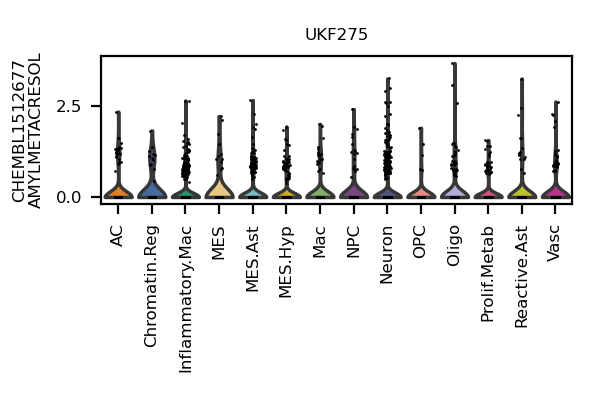 UKF275
CHEMBL1512677
AMYLMETACRESOL
2.5
0.0
AC
Chromatin.Reg
Inflammatory.Mac
MES
MES.Ast
MES.Hyp
Mac
NPC
Neuron
OPC
Oligo
Prolif.Metab
Reactive.Ast
Vasc